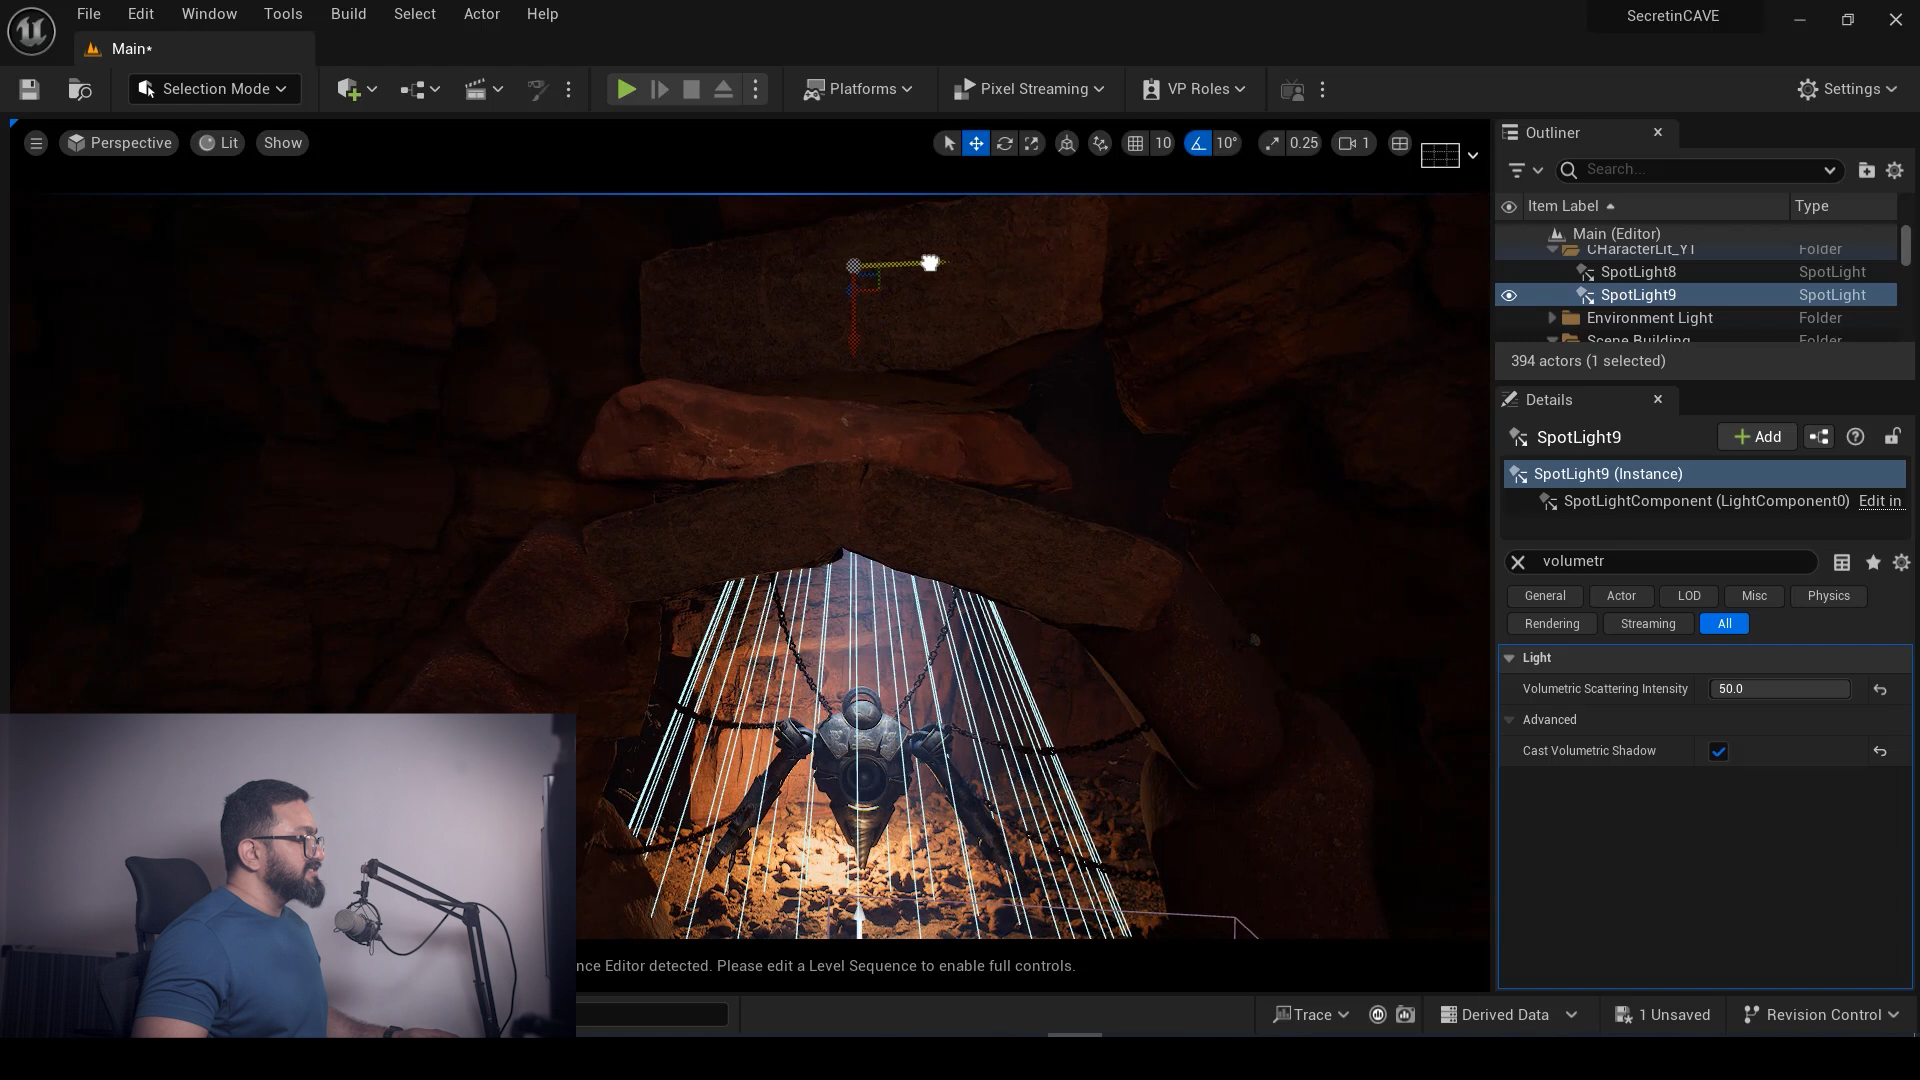 File Edit Window Tools Build Select Actor Help
SecretinCAVE
Main*
Selection Mode
Platforms
Pixel Streaming
VP Roles
Settings
Perspective
Lit
Show
10
10°
0.25
1
Outliner
Search...
Item Label
Type
Main (Editor)
CHaracterLit_Y1 Folder
SpotLight8 SpotLight
SpotLight9 SpotLight
Environment Light Folder
Scene Building Folder
394 actors (1 selected)
Details
SpotLight9
Add
SpotLight9 (Instance)
SpotLightComponent (LightComponent0) Edit in
volumetr
General Actor LOD Misc Physics
Rendering Streaming All
Light
Volumetric Scattering Intensity 50.0
Advanced
Cast Volumetric Shadow
nce Editor detected. Please edit a Level Sequence to enable full controls.
Trace
Derived Data
1 Unsaved
Revision Control